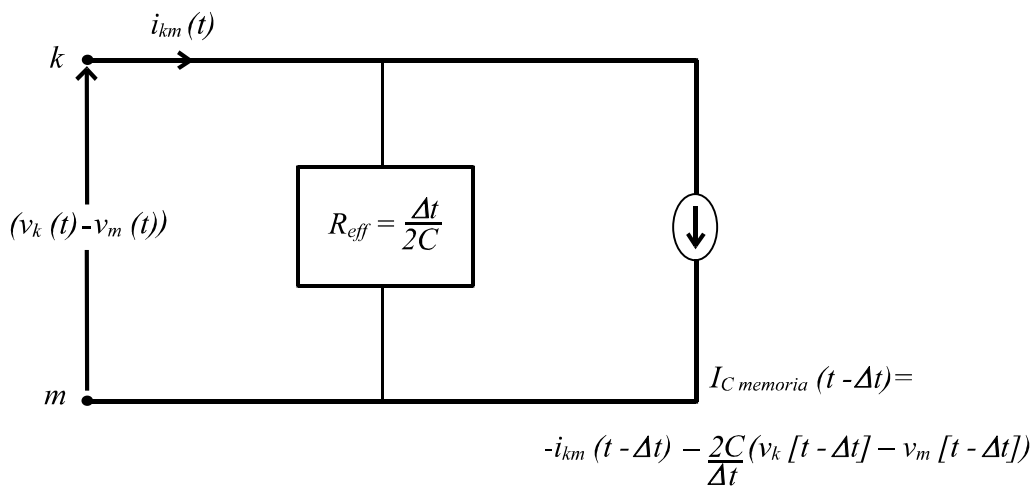 i_km (t)
k
(v_k (t) - v_m (t))
R_eff = Δt / 2C
m
I_C memoria (t - Δt) =
-i_km (t - Δt) – 2C/Δt (v_k [t - Δt] – v_m [t - Δt])